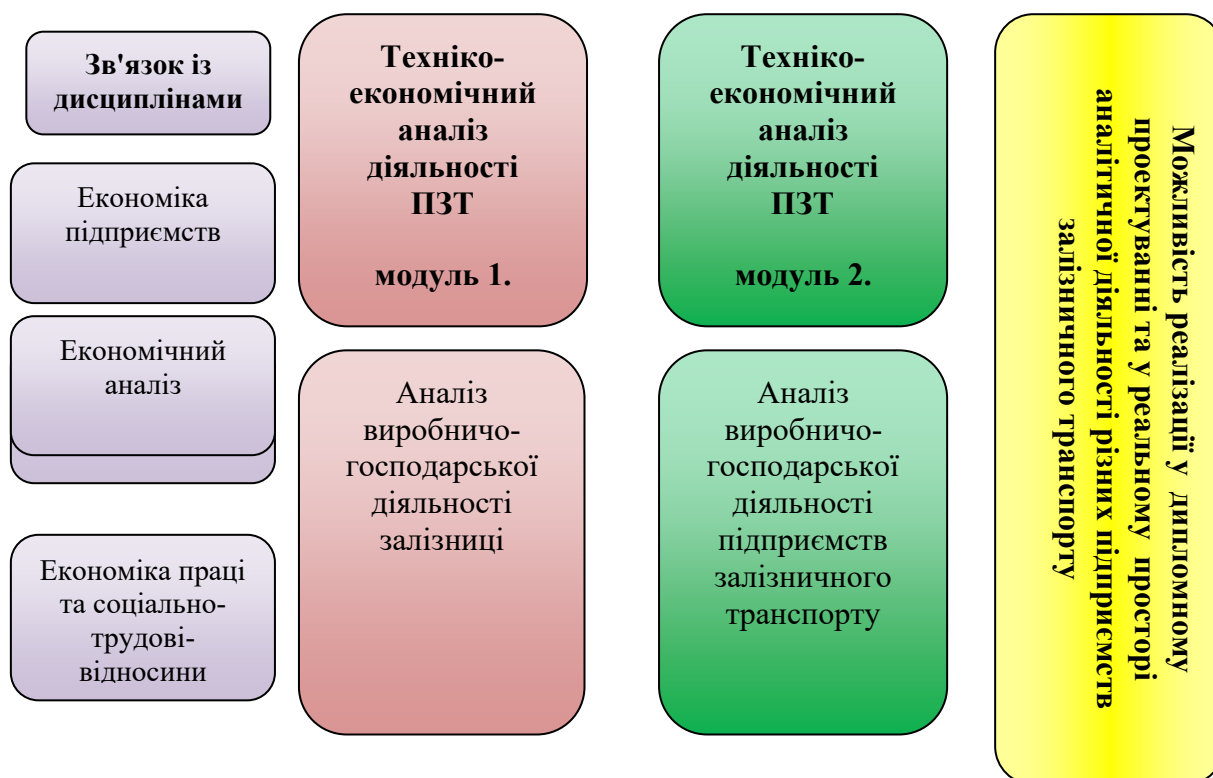 Зв'язок із
дисциплінами
Економіка
підприємств
Економічний
аналіз
Економіка праці
та соціально-
трудові-
відносини
Техніко-
економічний
аналіз
діяльності
ПЗТ
модуль 1.
Аналіз
виробничо-
господарської
діяльності
залізниці
Техніко-
економічний
аналіз
діяльності
ПЗТ
модуль 2.
Аналіз
виробничо-
господарської
діяльності
підприємств
залізничного
транспорту
Можливість реалізації у дипломному
проектуванні та у реальному просторі
аналітичної діяльності різних підприємств
залізничного транспорту